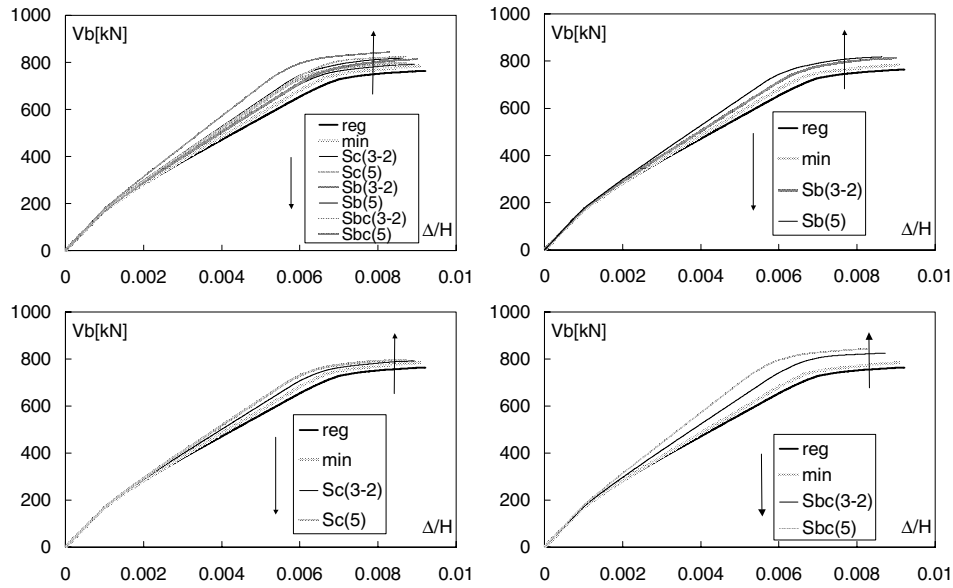 1000
Vb[kN]
800
600
400
200
0
reg
min
Sc(3-2)
Sc(5)
Sb(3-2)
Sb(5)
Sbc(3-2)
Sbc(5)
Δ/H
0 0.002 0.004 0.006 0.008 0.01
1000
Vb[kN]
800
600
400
200
0
reg
min
Sb(3-2)
Sb(5)
Δ/H
0 0.002 0.004 0.006 0.008 0.01
1000
Vb[kN]
800
600
400
200
0
reg
min
Sc(3-2)
Sc(5)
Δ/H
0 0.002 0.004 0.006 0.008 0.01
1000
Vb[kN]
800
600
400
200
0
reg
min
Sbc(3-2)
Sbc(5)
Δ/H
0 0.002 0.004 0.006 0.008 0.01